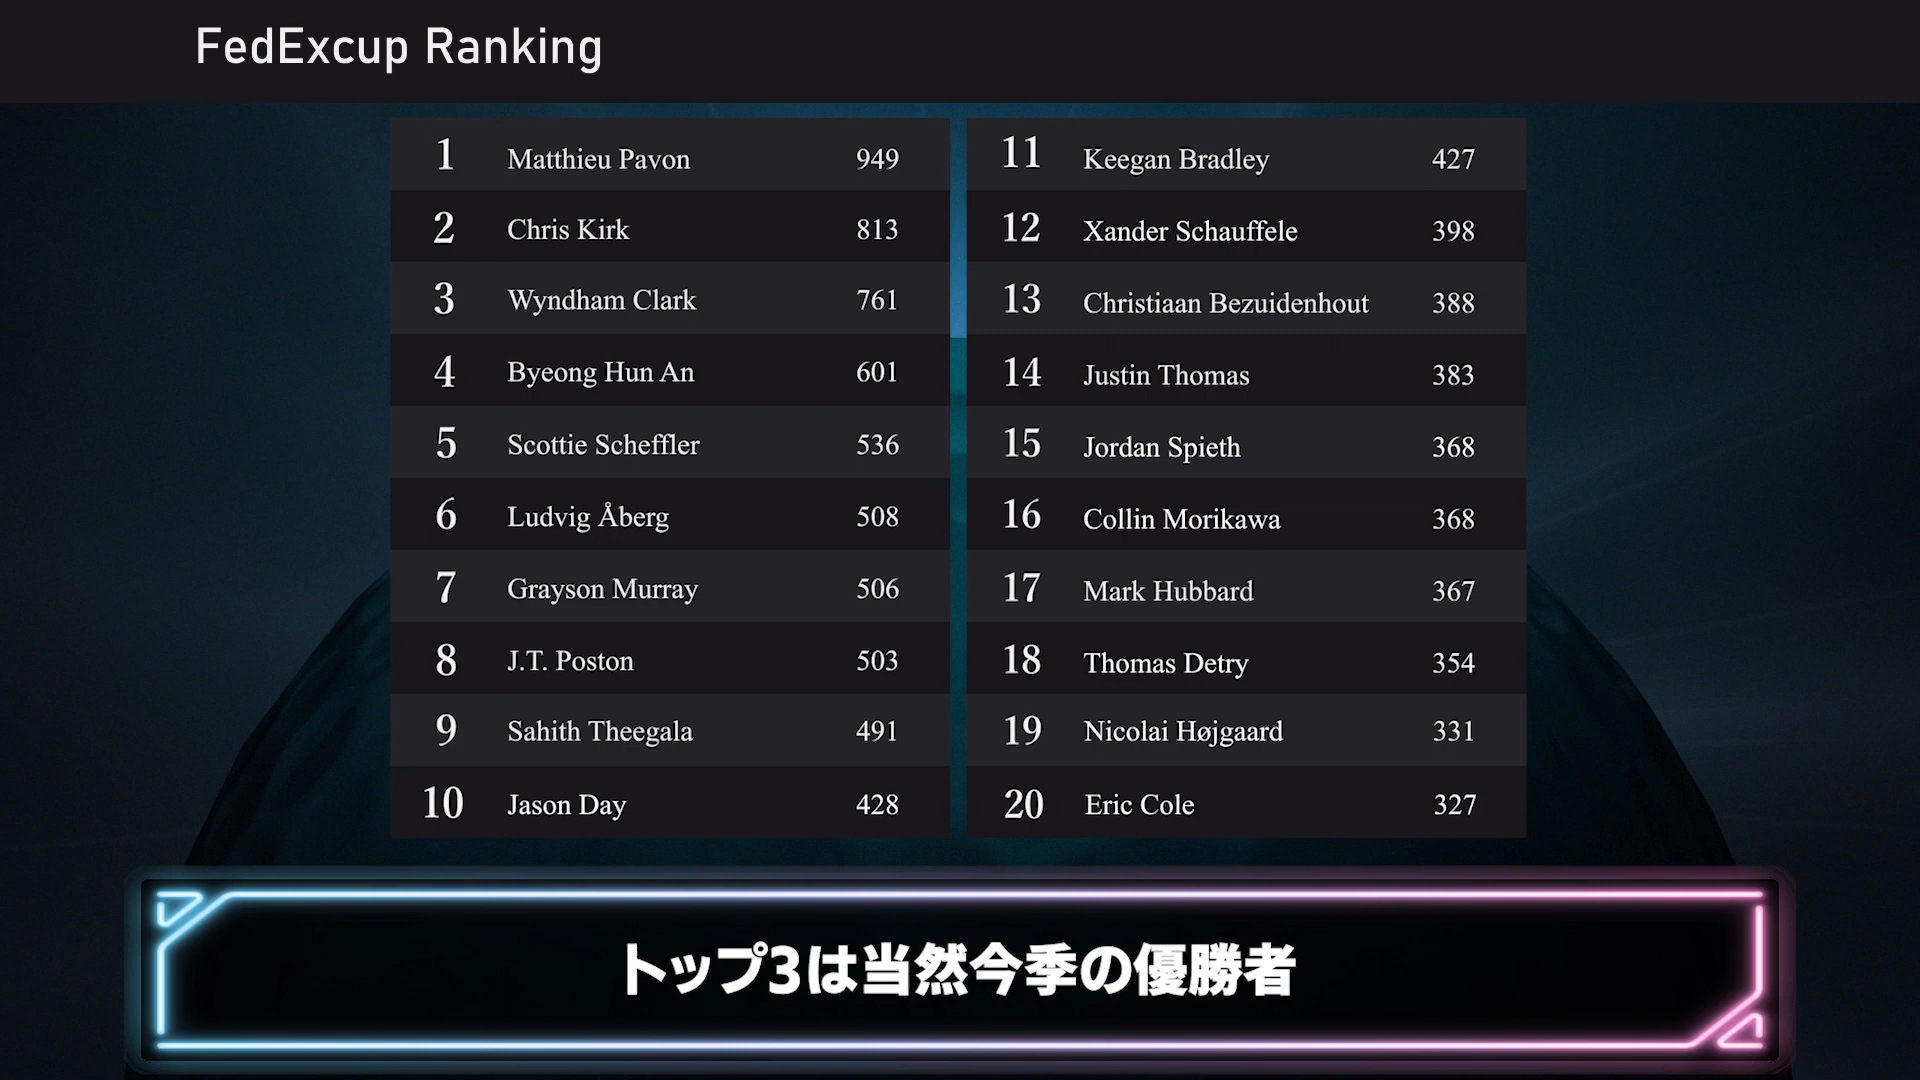 FedExcup Ranking
1 Matthieu Pavon 949
2 Chris Kirk 813
3 Wyndham Clark 761
4 Byeong Hun An 601
5 Scottie Scheffler 536
6 Ludvig Åberg 508
7 Grayson Murray 506
8 J.T. Poston 503
9 Sahith Theegala 491
10 Jason Day 428
11 Keegan Bradley 427
12 Xander Schauffele 398
13 Christiaan Bezuidenhout 388
14 Justin Thomas 383
15 Jordan Spieth 368
16 Collin Morikawa 368
17 Mark Hubbard 367
18 Thomas Detry 354
19 Nicolai Højgaard 331
20 Eric Cole 327
トップ3は当然今季の優勝者